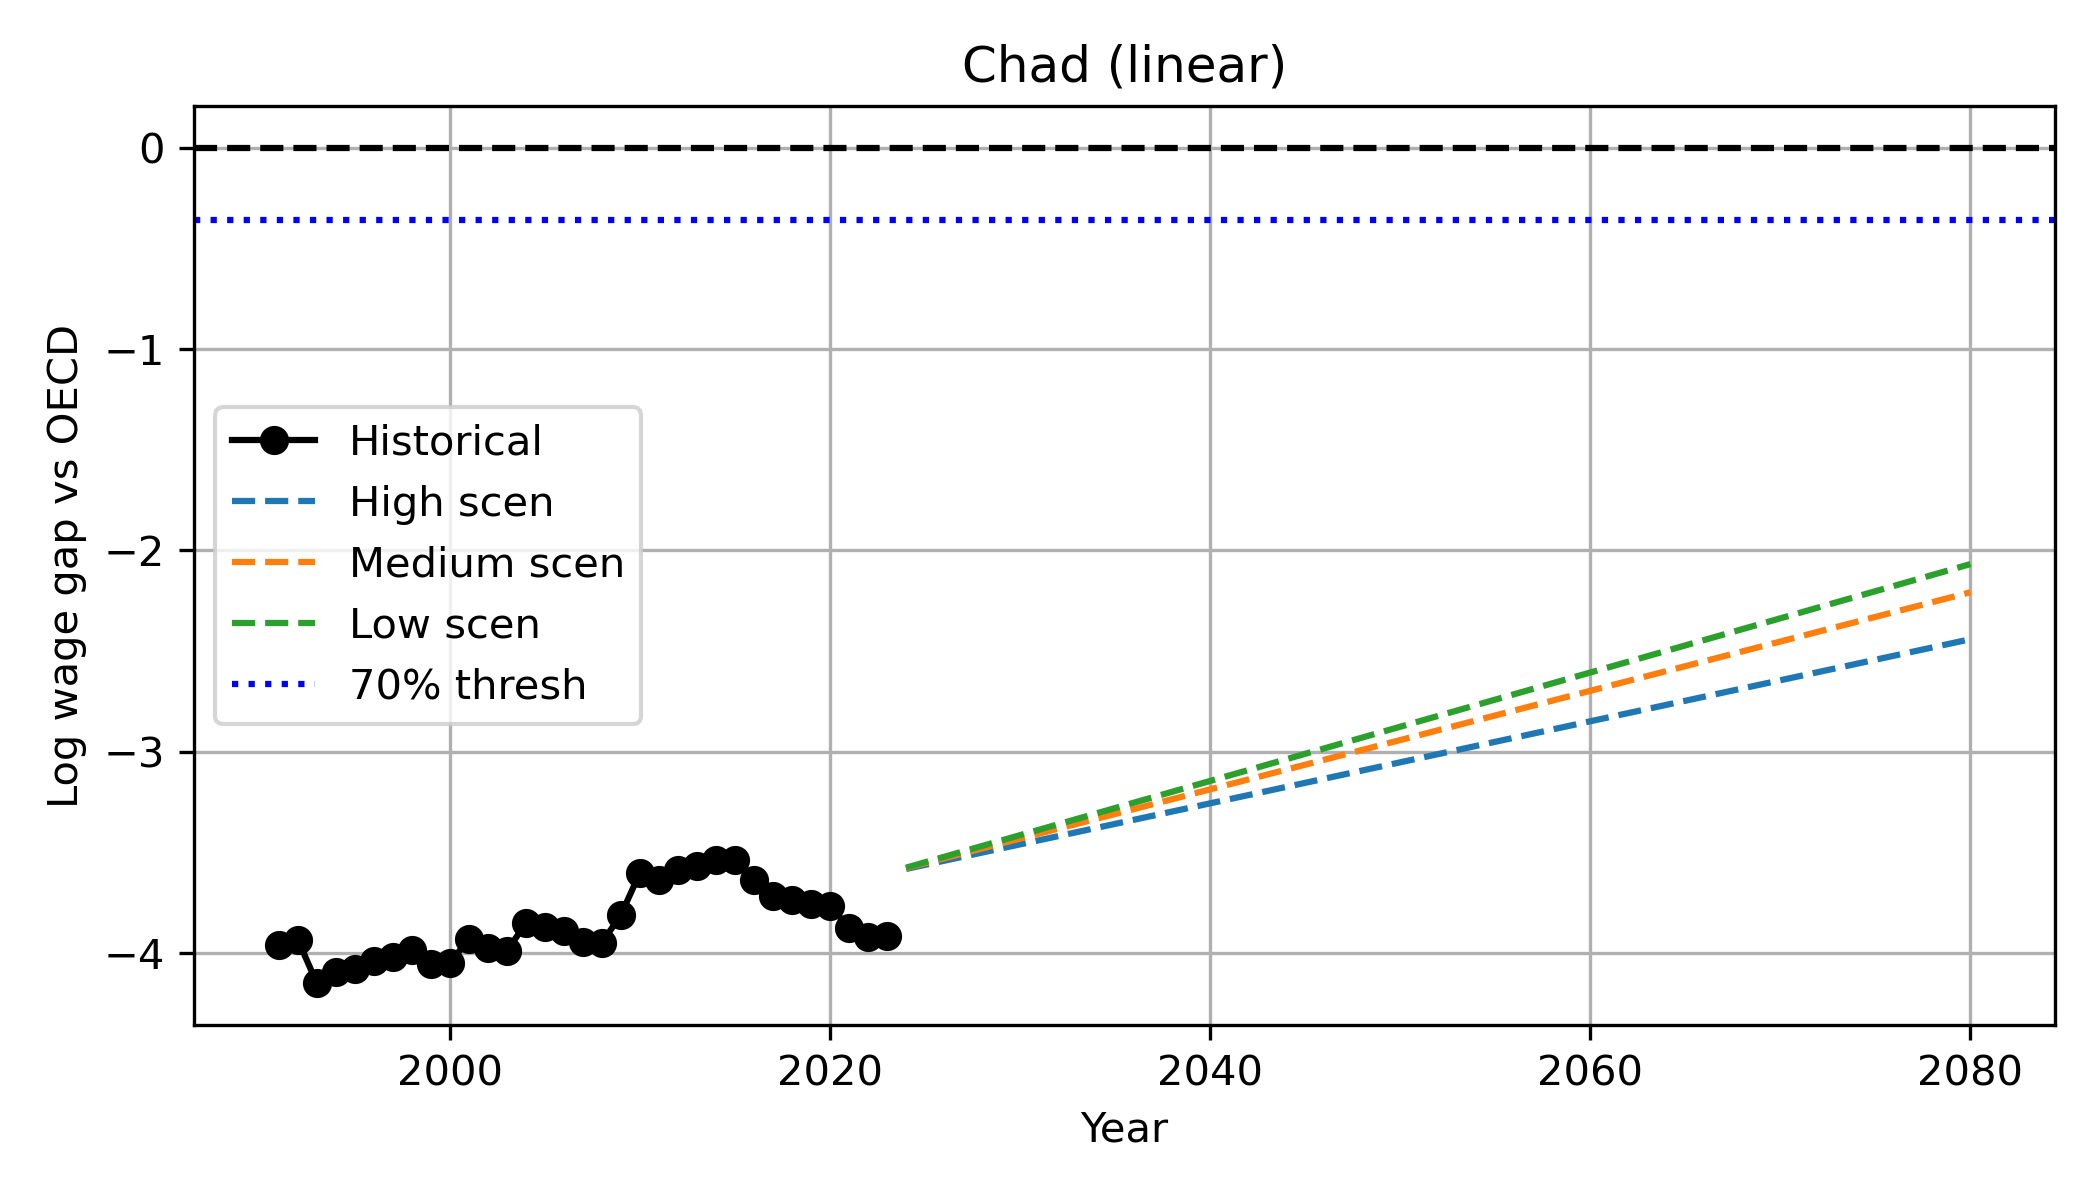 Chad (linear)
Log wage gap vs OECD
0
−1
−2
−3
−4
Historical
High scen
Medium scen
Low scen
70% thresh
2000 2020 2040 2060 2080
Year